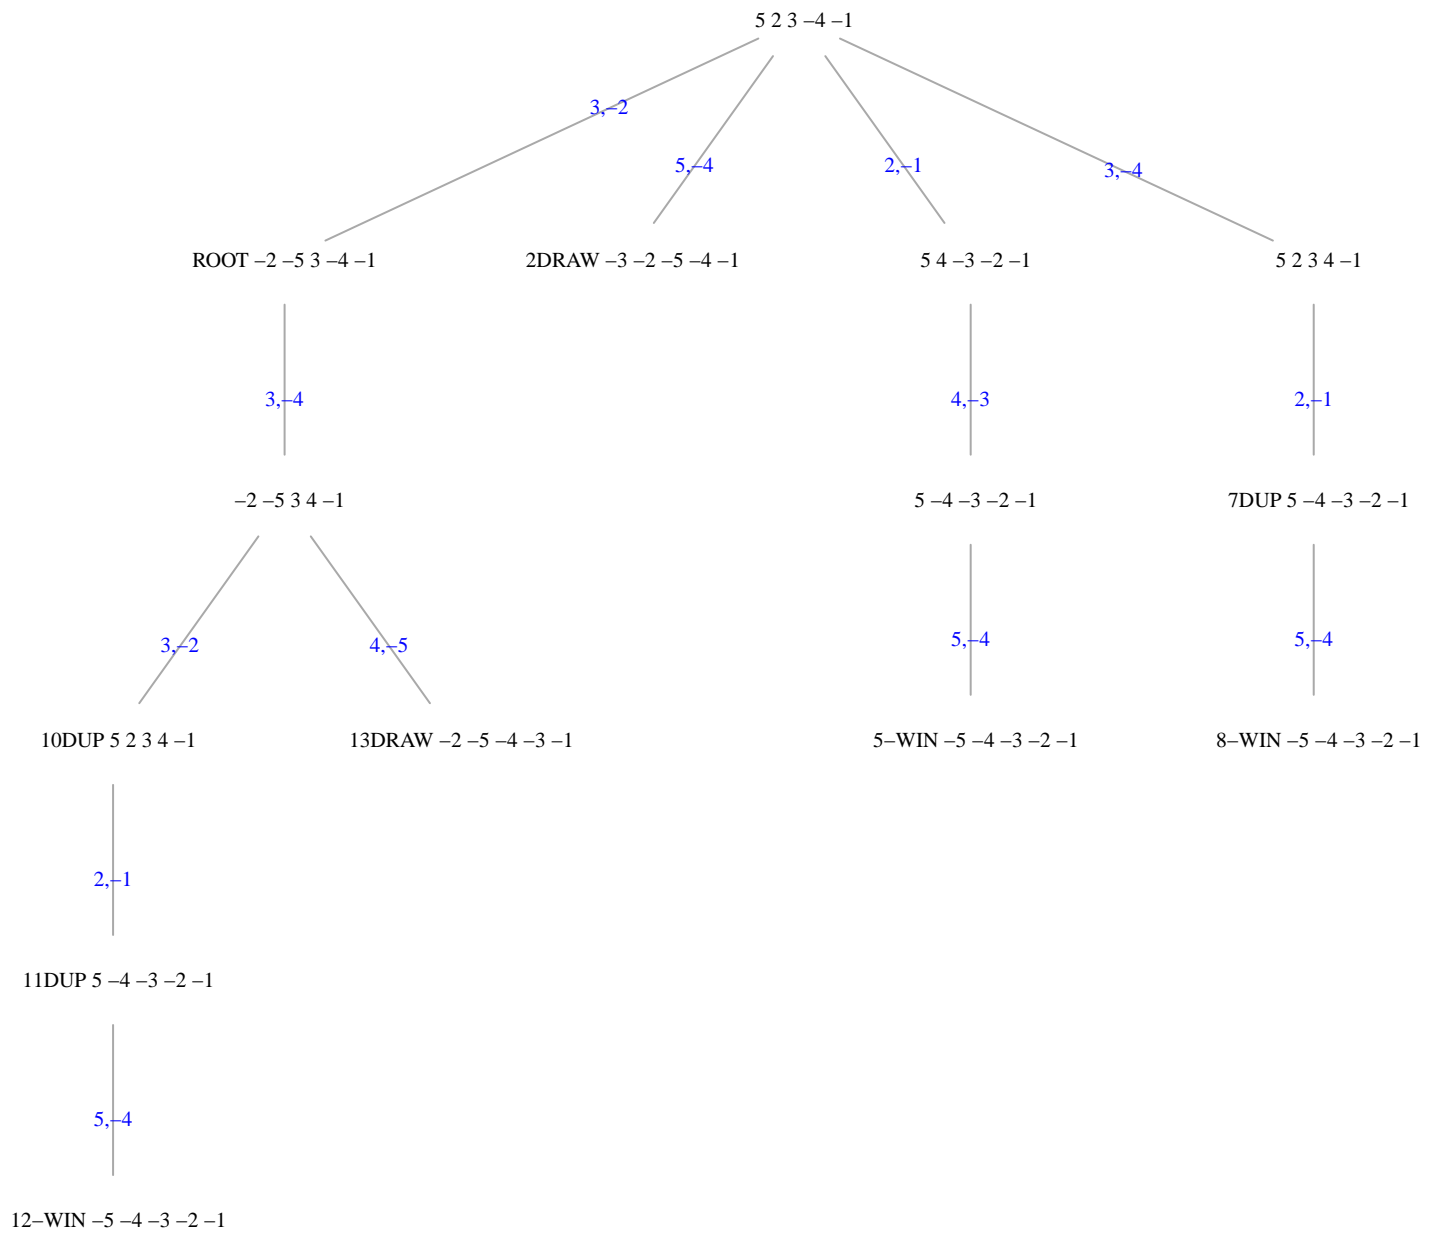 5 2 3 –4 –1
3,–2
5,–4
2,–1
3,–4
ROOT –2 –5 3 –4 –1
2DRAW –3 –2 –5 –4 –1
5 4 –3 –2 –1
5 2 3 4 –1
3,–4
4,–3
2,–1
–2 –5 3 4 –1
5 –4 –3 –2 –1
7DUP 5 –4 –3 –2 –1
3,–2
4,–5
5,–4
5,–4
10DUP 5 2 3 4 –1
13DRAW –2 –5 –4 –3 –1
5–WIN –5 –4 –3 –2 –1
8–WIN –5 –4 –3 –2 –1
2,–1
11DUP 5 –4 –3 –2 –1
5,–4
12–WIN –5 –4 –3 –2 –1